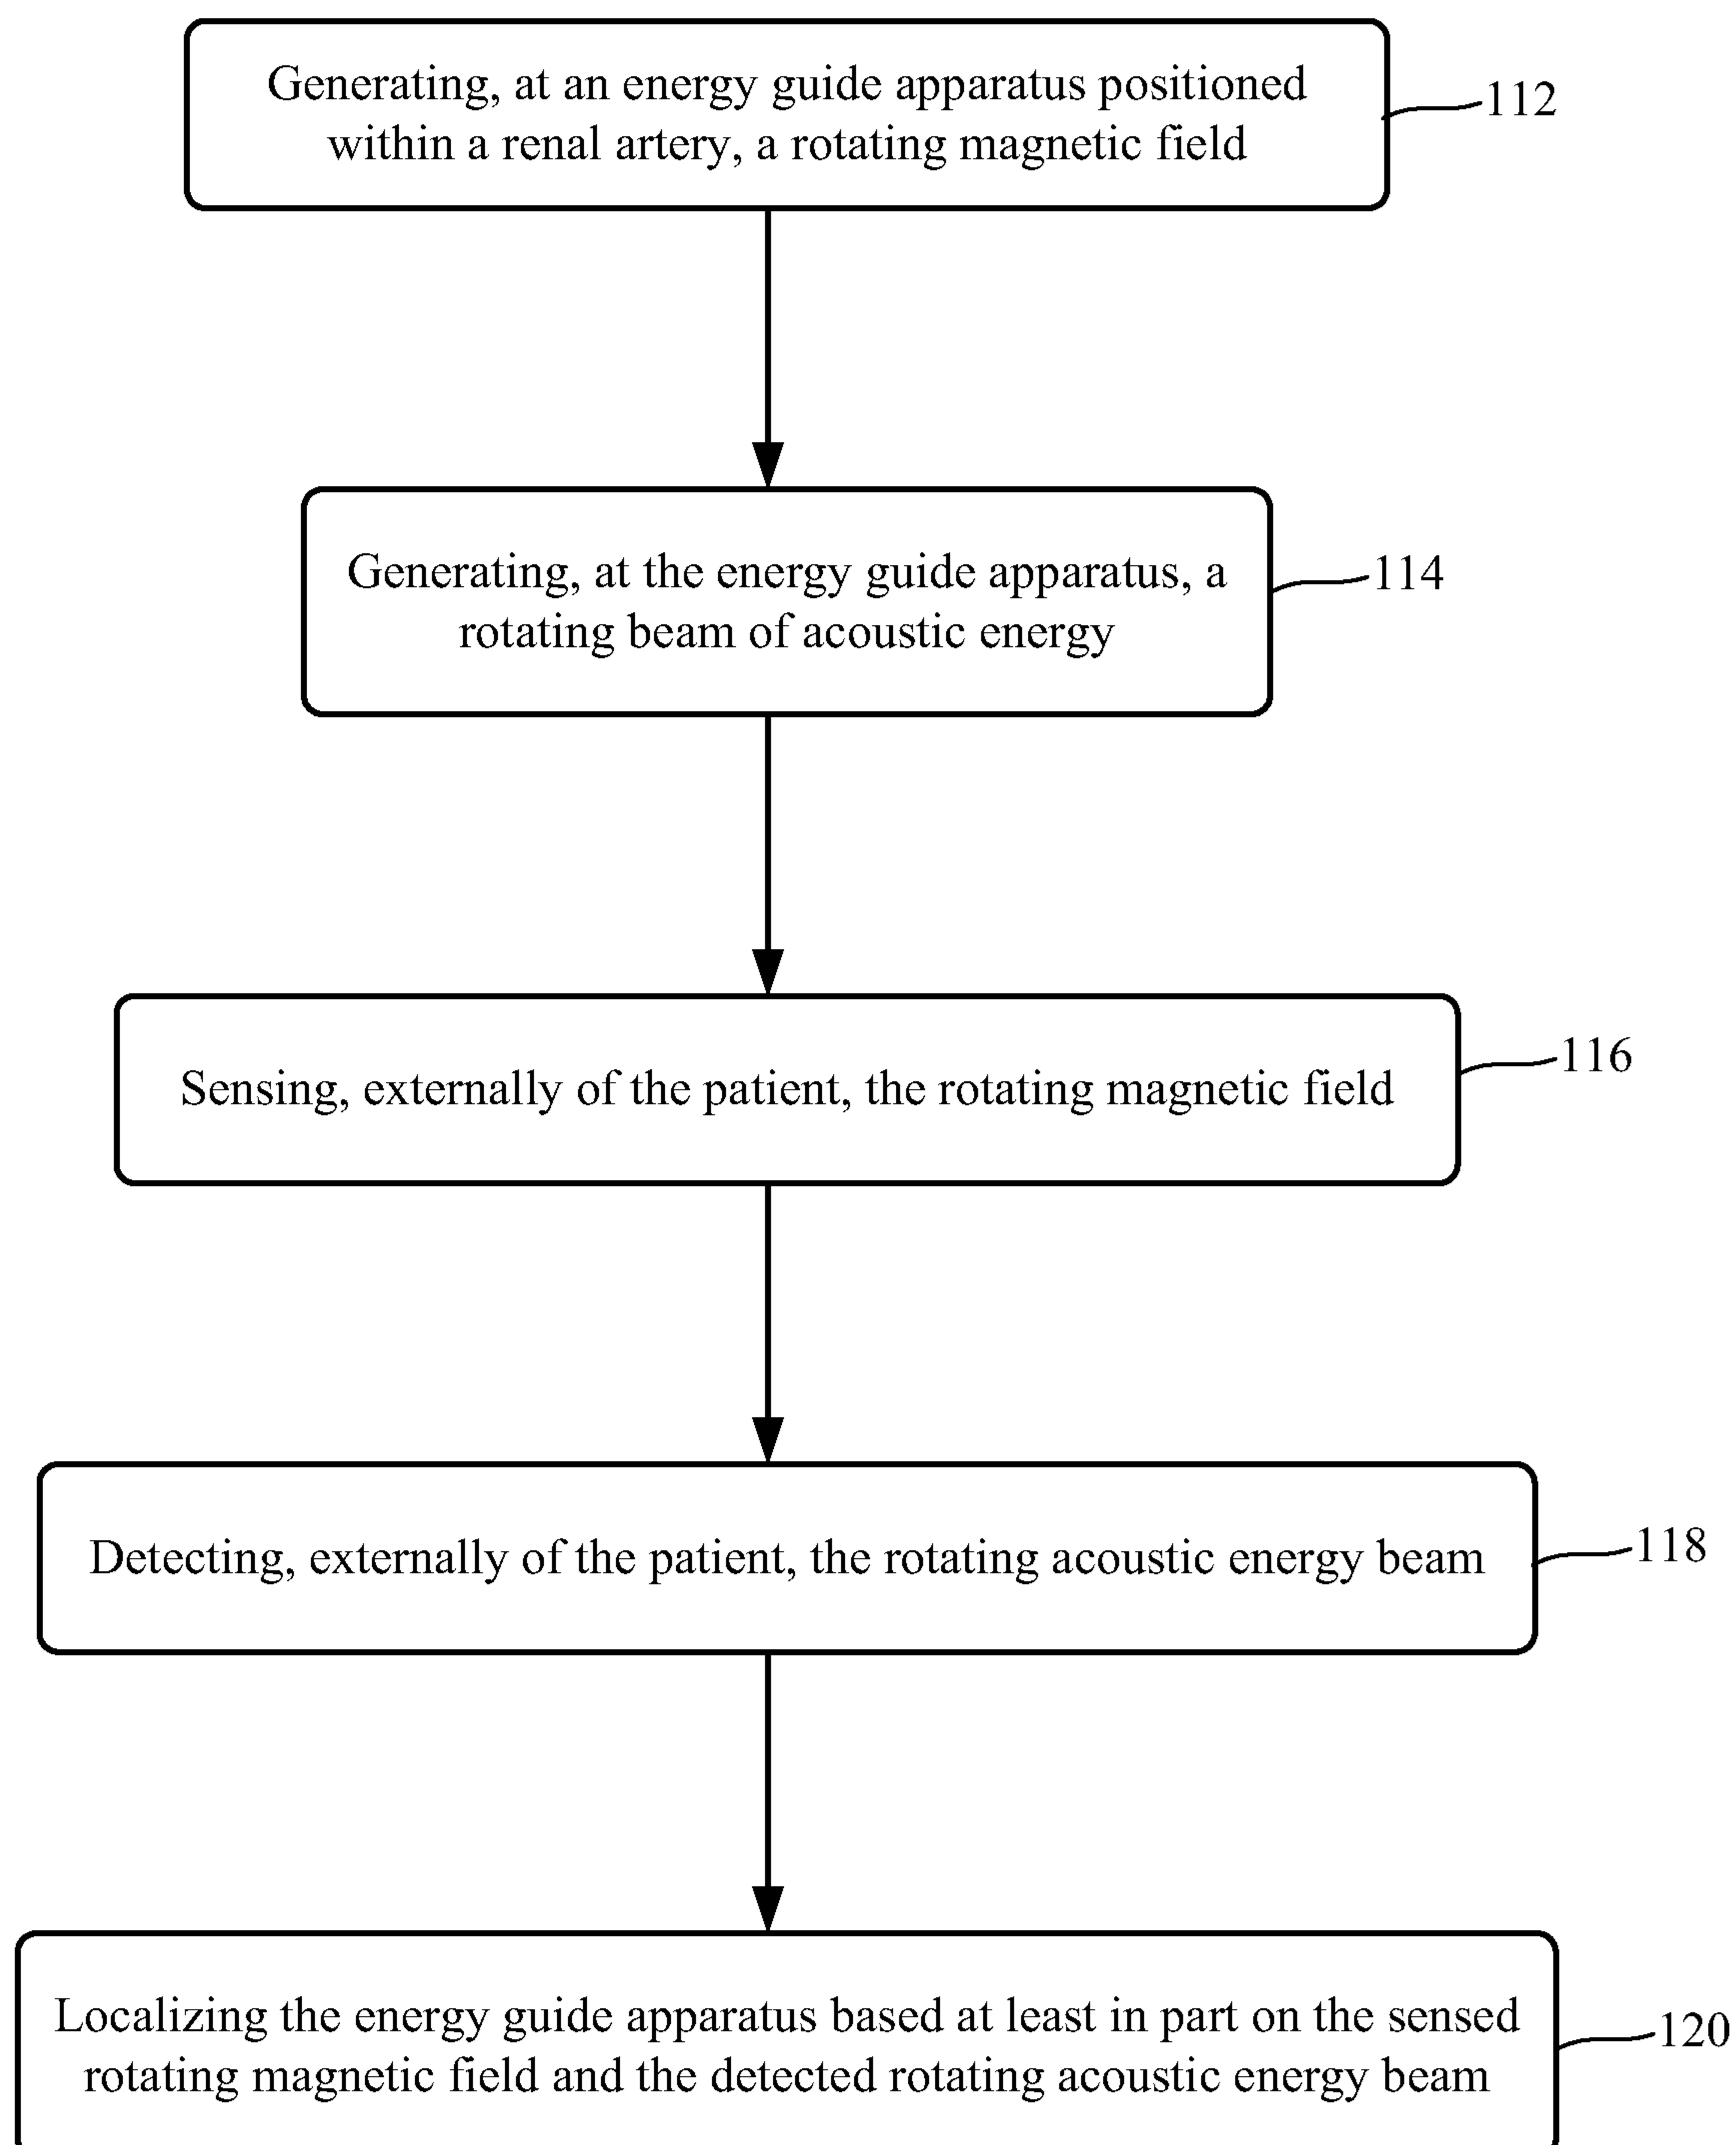 Generating, at an energy guide apparatus positioned
within a renal artery, a rotating magnetic field
112
Generating, at the energy guide apparatus, a
rotating beam of acoustic energy
114
Sensing, externally of the patient, the rotating magnetic field
116
Detecting, externally of the patient, the rotating acoustic energy beam
118
Localizing the energy guide apparatus based at least in part on the sensed
rotating magnetic field and the detected rotating acoustic energy beam
120